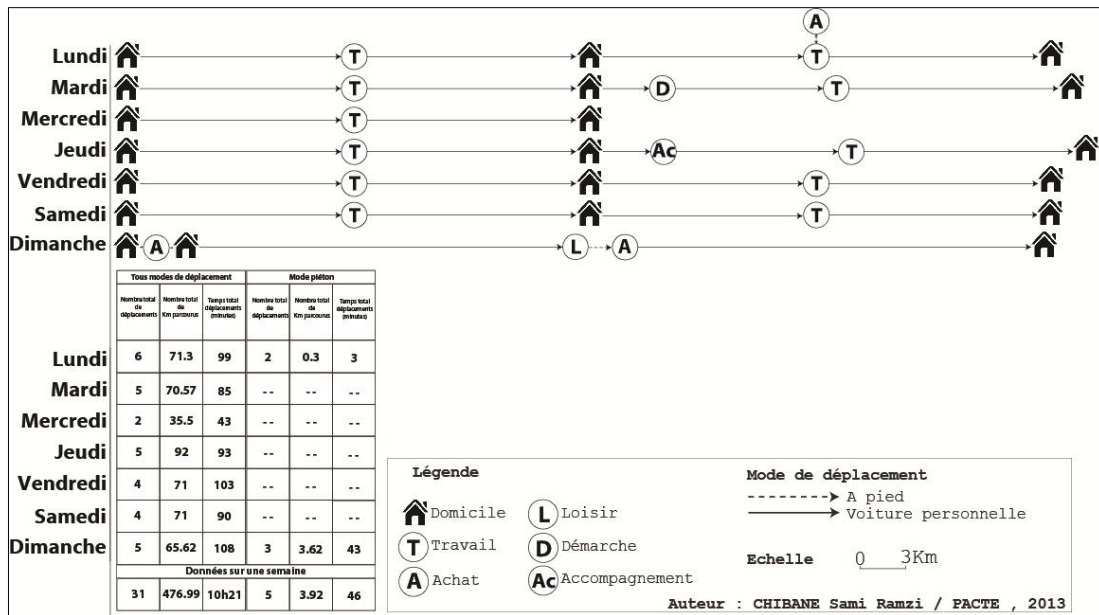 A
Lundi T T
Mardi T D T
Mercredi T
Jeudi T Ac T
Vendredi T T
Samedi T T
Dimanche A L A
Tous modes de déplacement Mode piéton
Nombre total de déplacements Nombre total de Km parcourus Temps total déplacements (minutes) Nombre total de déplacements Nombre total de Km parcourus Temps total déplacements (minutes)
Lundi 6 71.3 99 2 0.3 3
Mardi 5 70.57 85 -- -- --
Mercredi 2 35.5 43 -- -- --
Jeudi 5 92 93 -- -- --
Vendredi 4 71 103 -- -- --
Samedi 4 71 90 -- -- --
Dimanche 5 65.62 108 3 3.62 43
Données sur une semaine
31 476.99 10h21 5 3.92 46
Légende
Domicile
T Travail
A Achat
L Loisir
D Démarche
Ac Accompagnement
Mode de déplacement
A pied
Voiture personnelle
Echelle 0 3Km
Auteur : CHIBANE Sami Ramzi / PACTE , 2013